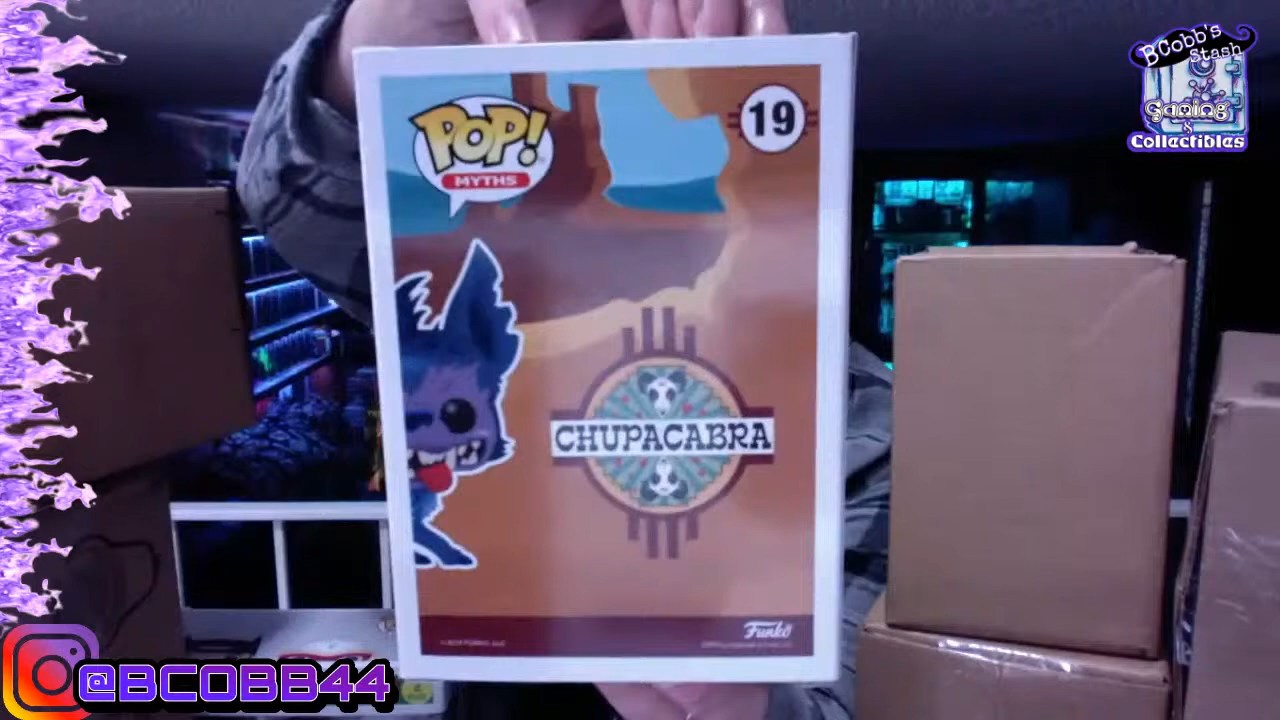 BCobb's
Stash
Gaming
&
Collectibles
POP!
MYTHS
19
CHUPACABRA
Funko
@BCOBB44